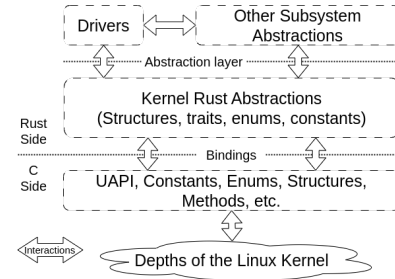 Drivers
Other Subsystem
Abstractions
Abstraction layer
Kernel Rust Abstractions
(Structures, traits, enums, constants)
Rust
Side
Bindings
C
Side
UAPI, Constants, Enums, Structures,
Methods, etc.
Interactions
Depths of the Linux Kernel